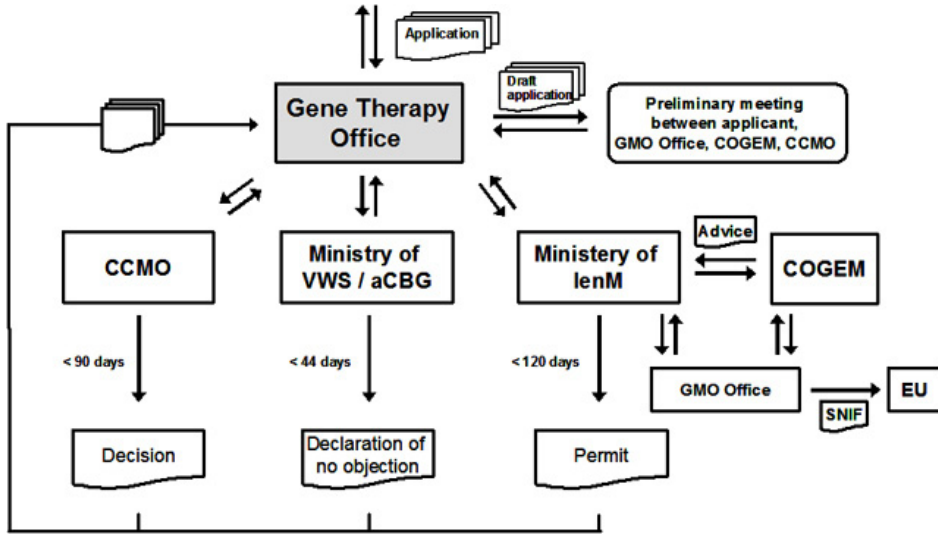 Application
Draft
application
Gene Therapy
Office
Preliminary meeting
between applicant,
GMO Office, COGEM, CCMO
CCMO
Ministry of
VWS / aCBG
Ministery of
IenM
Advice
COGEM
< 90 days
< 44 days
< 120 days
GMO Office
SNIF
EU
Decision
Declaration of
no objection
Permit